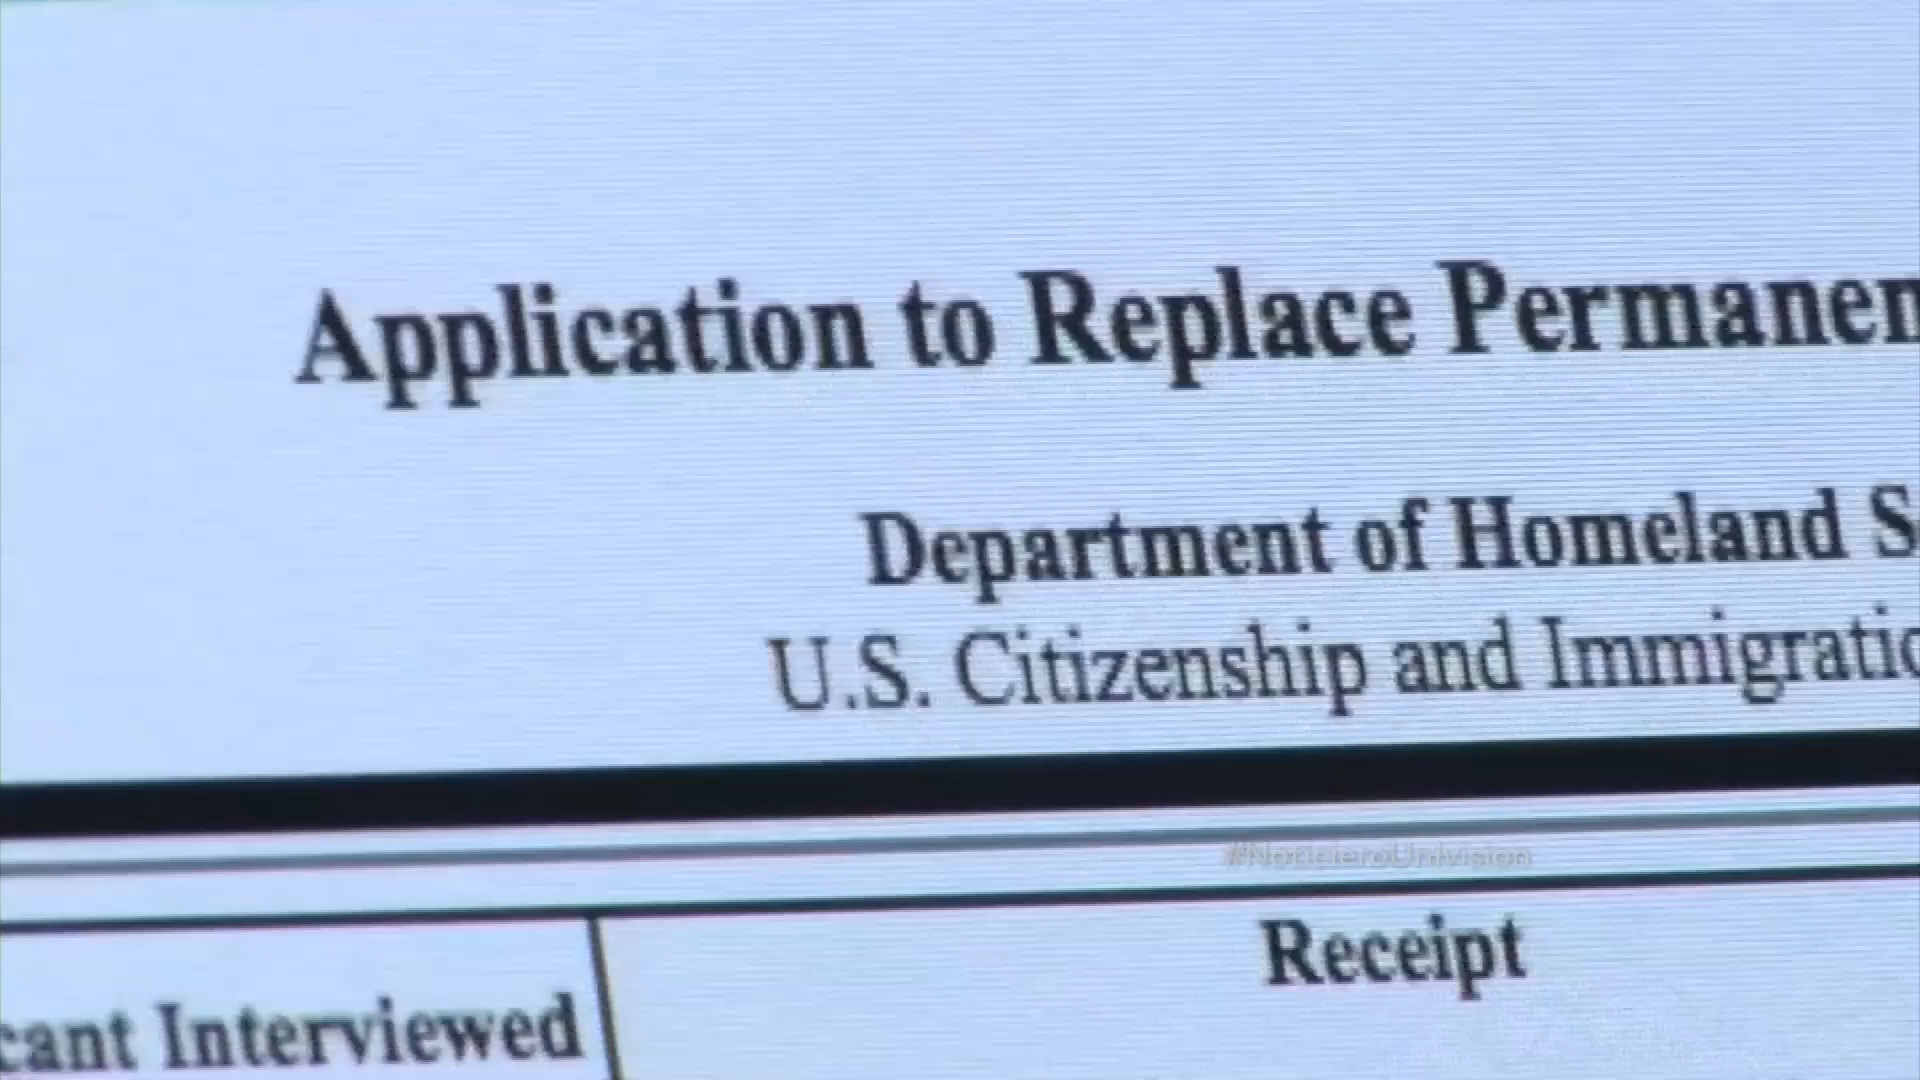 Application to Replace Permanen
Department of Homeland S
U.S. Citizenship and Immigratio
#NoticieroUnivision
Receipt
cant Interviewed